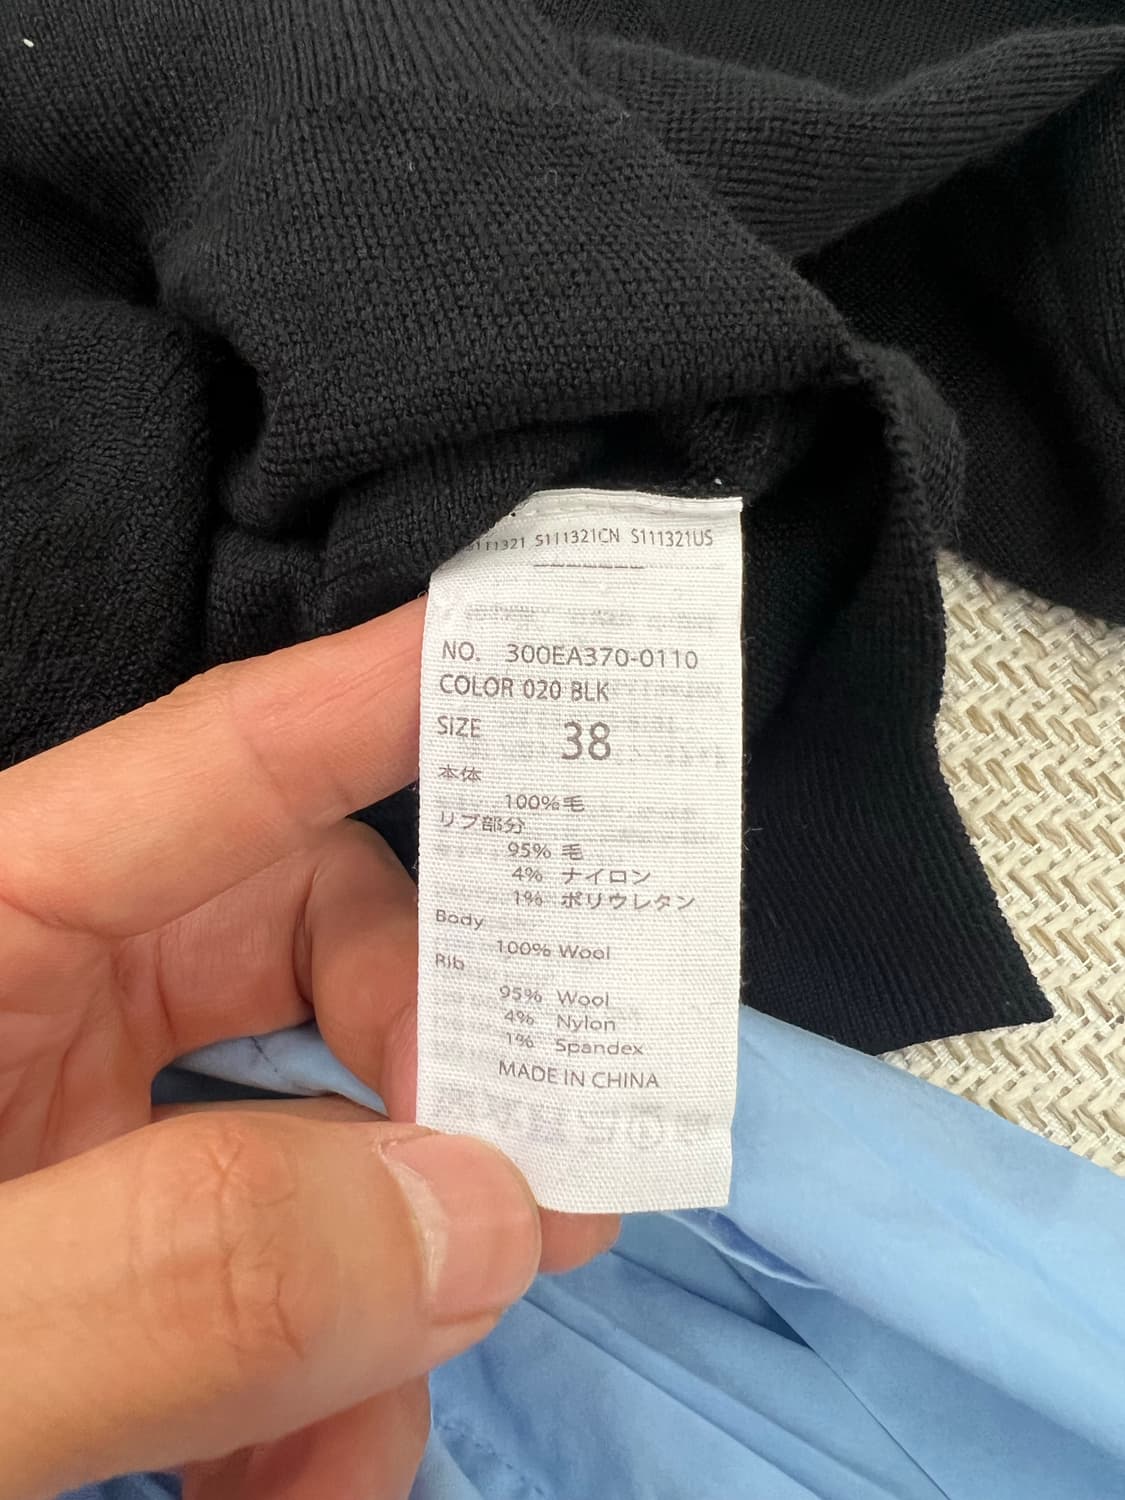 S111321 S111321CN S111321US
NO. 300EA370-0110
COLOR 020 BLK
SIZE 38
本体
100%毛
リブ部分
95% 毛
4% ナイロン
1% ポリウレタン
Body
100% Wool
Rib
95% Wool
4% Nylon
1% Spandex
MADE IN CHINA